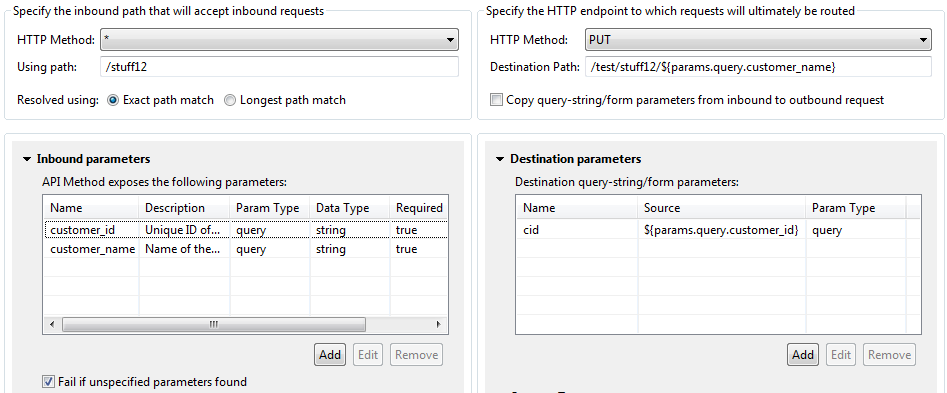 Specify the inbound path that will accept inbound requests
HTTP Method: *
Using path: /stuff12
Resolved using: Exact path match Longest path match
Inbound parameters
API Method exposes the following parameters:
Name Description Param Type Data Type Required
customer_id Unique ID of... query string true
customer_name Name of the... query string true
Add Edit Remove
Fail if unspecified parameters found
Specify the HTTP endpoint to which requests will ultimately be routed
HTTP Method: PUT
Destination Path: /test/stuff12/${params.query.customer_name}
Copy query-string/form parameters from inbound to outbound request
Destination parameters
Destination query-string/form parameters:
Name Source Param Type
cid ${params.query.customer_id} query
Add Edit Remove